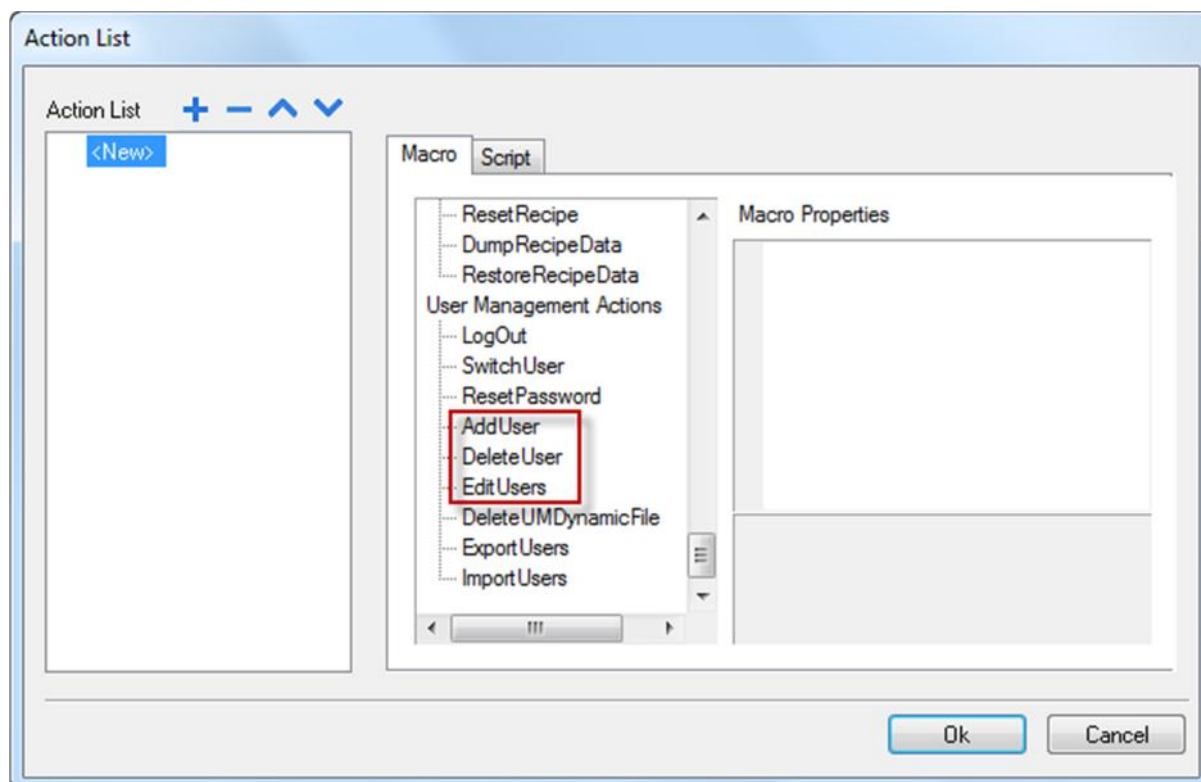 Action List
Action List
<New>
Macro
Script
ResetRecipe
DumpRecipeData
RestoreRecipeData
User Management Actions
LogOut
SwitchUser
ResetPassword
AddUser
DeleteUser
EditUsers
DeleteUMDynamicFile
ExportUsers
ImportUsers
Macro Properties
Ok
Cancel